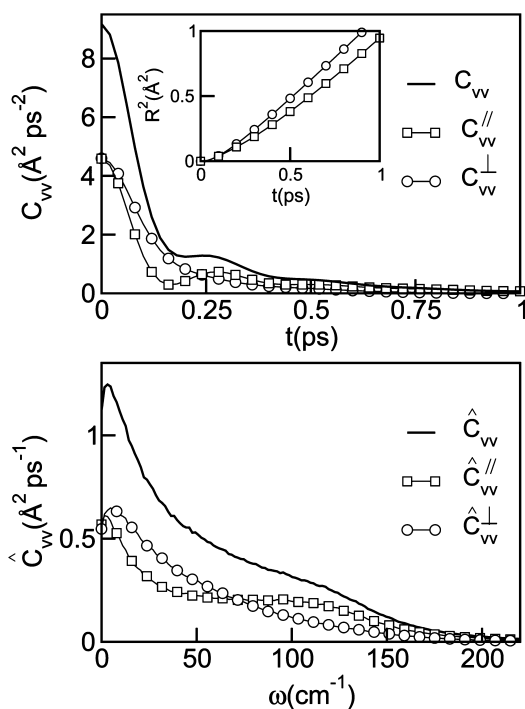 8
6
4
2
0
C_vv(Å² ps⁻²)
1
0.5
0
R²(Å²)
0 0.5 1
t(ps)
C_vv
C_vv^//
C_vv^⊥
0 0.25 0.5 0.75 1
t(ps)
1
0.5
0
Ĉ_vv(Å² ps⁻¹)
Ĉ_vv
Ĉ_vv^//
Ĉ_vv^⊥
0 50 100 150 200
ω(cm⁻¹)